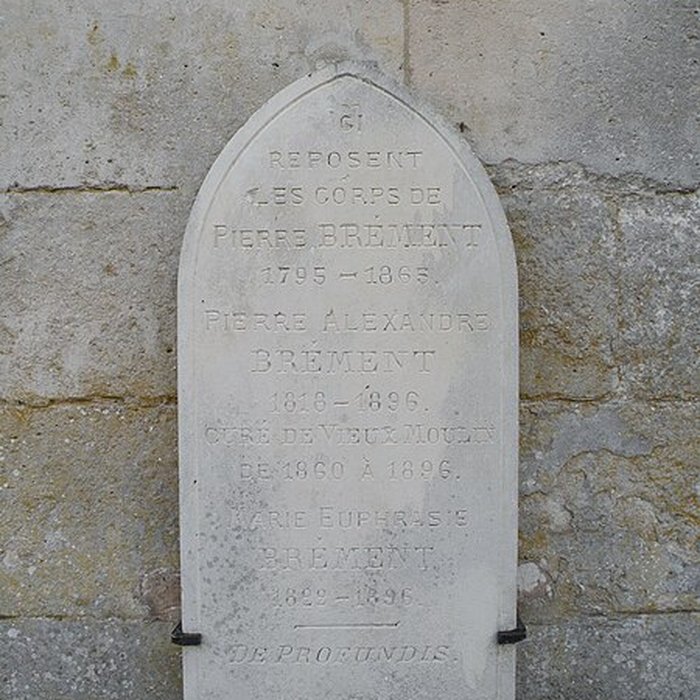 CI
REPOSENT
LES CORPS DE
PIERRE BRÉMENT
1795 – 1865.
PIERRE ALEXANDRE
BRÉMENT
1818 – 1896.
CURÉ DE VIEUX MOULIN
DE 1860 À 1896.
MARIE EUPHRASIE
BRÉMENT
1822 – 1896.
DE PROFUNDIS.